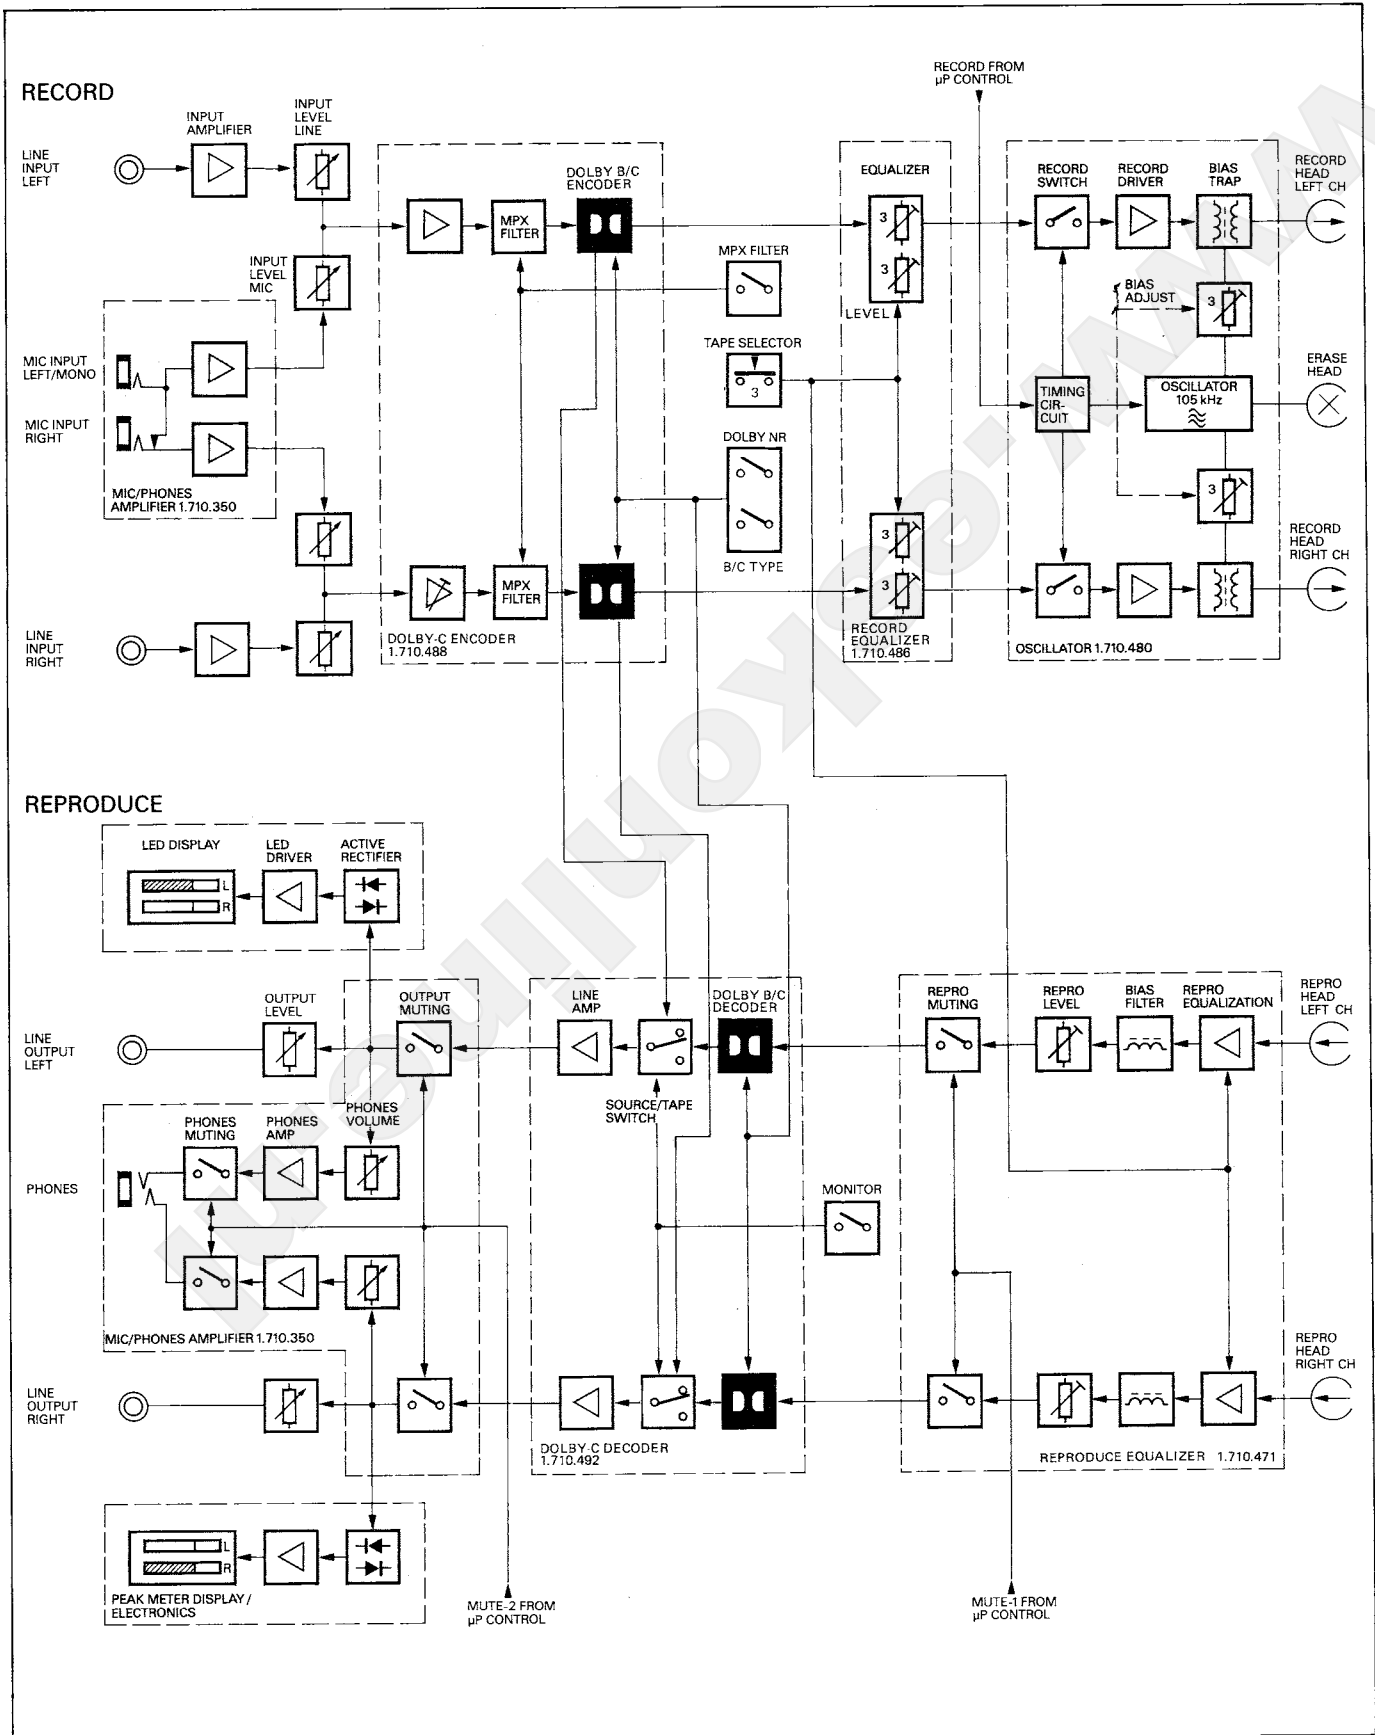 RECORD FROM
µP CONTROL
RECORD
INPUT
AMPLIFIER
INPUT
LEVEL
LINE
LINE
INPUT
LEFT
DOLBY B/C
ENCODER
EQUALIZER
RECORD
SWITCH
RECORD
DRIVER
BIAS
TRAP
RECORD
HEAD
LEFT CH
MPX
FILTER
3
3
LEVEL
MPX FILTER
INPUT
LEVEL
MIC
BIAS
ADJUST
3
TAPE SELECTOR
3
MIC INPUT
LEFT/MONO
MIC INPUT
RIGHT
MIC/PHONES
AMPLIFIER 1.710.350
TIMING
CIR-
CUIT
OSCILLATOR
105 kHz
ERASE
HEAD
DOLBY NR
B/C TYPE
3
3
3
RECORD
HEAD
RIGHT CH
MPX
FILTER
LINE
INPUT
RIGHT
DOLBY-C ENCODER
1.710.488
RECORD
EQUALIZER
1.710.486
OSCILLATOR 1.710.480
REPRODUCE
LED DISPLAY
LED
DRIVER
ACTIVE
RECTIFIER
L
R
OUTPUT
LEVEL
OUTPUT
MUTING
LINE
AMP
DOLBY B/C
DECODER
REPRO
MUTING
REPRO
LEVEL
BIAS
FILTER
REPRO
EQUALIZATION
REPRO
HEAD
LEFT CH
LINE
OUTPUT
LEFT
SOURCE/TAPE
SWITCH
PHONES
MUTING
PHONES
AMP
PHONES
VOLUME
PHONES
MONITOR
MIC/PHONES AMPLIFIER 1.710.350
REPRO
HEAD
RIGHT CH
LINE
OUTPUT
RIGHT
DOLBY-C DECODER
1.710.492
REPRODUCE EQUALIZER 1.710.471
L
R
PEAK METER DISPLAY/
ELECTRONICS
MUTE-2 FROM
µP CONTROL
MUTE-1 FROM
µP CONTROL
www.eekonline.nl